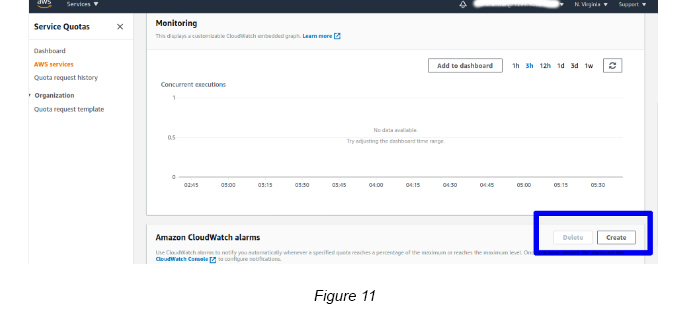 aws Services ▼ N. Virginia ▼ Support ▼
Service Quotas ×
Dashboard
AWS services
Quota request history
Organization
Quota request template
Monitoring
This displays a customizable CloudWatch embedded graph. Learn more
Add to dashboard 1h 3h 12h 1d 3d 1w
Concurrent executions
1
0.5
0
No data available.
Try adjusting the dashboard time range.
02:45 03:00 03:15 03:30 03:45 04:00 04:15 04:30 04:45 05:00 05:15 05:30
Amazon CloudWatch alarms
Delete Create
Use CloudWatch alarms to notify you automatically whenever a specified quota reaches a percentage of the maximum or reaches the maximum level.
CloudWatch Console to configure notifications.
Figure 11